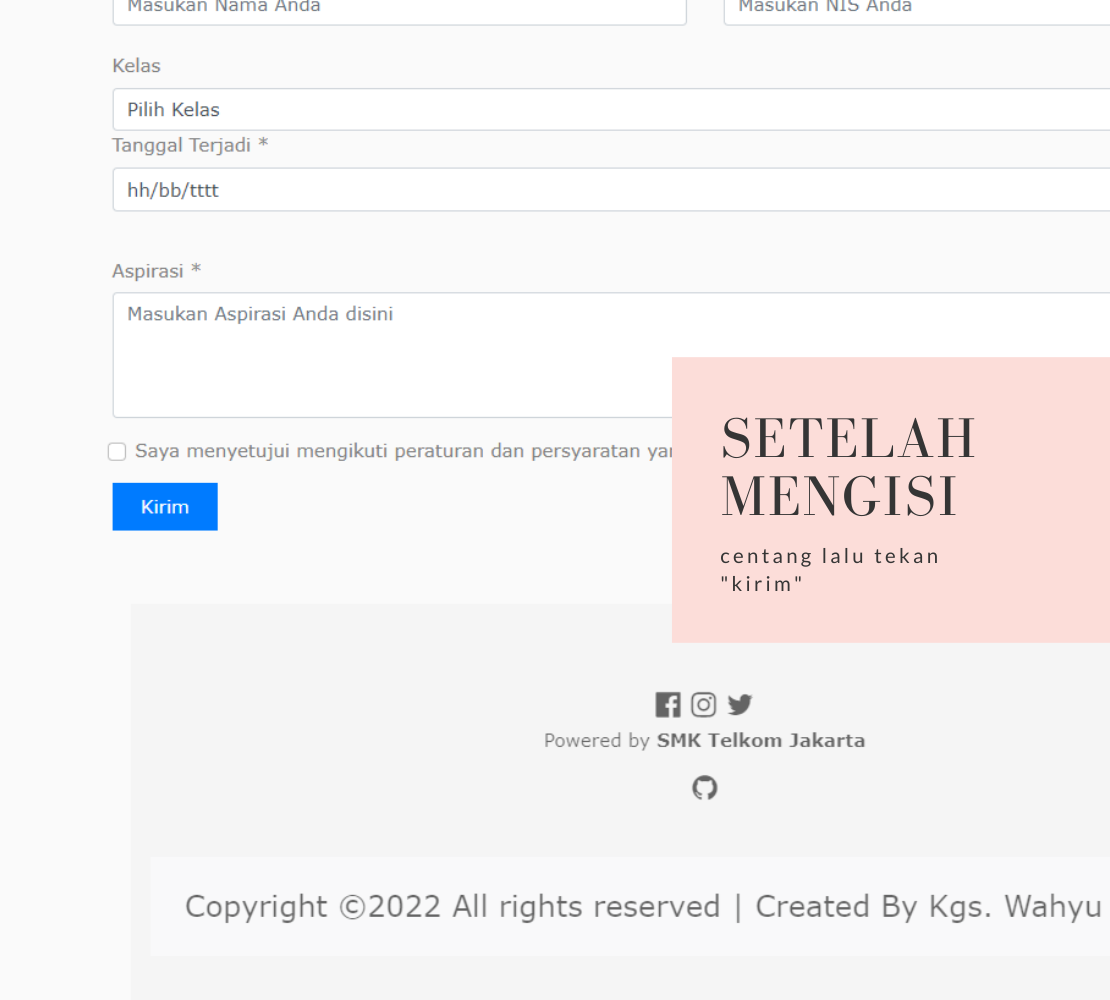 Masukan Nama Anda
Masukan NIS Anda
Kelas
Pilih Kelas
Tanggal Terjadi *
hh/bb/tttt
Aspirasi *
Masukan Aspirasi Anda disini
Saya menyetujui mengikuti peraturan dan persyaratan
Kirim
SETELAH
MENGISI
centang lalu tekan
"kirim"
Powered by SMK Telkom Jakarta
Copyright ©2022 All rights reserved | Created By Kgs. Wahyu